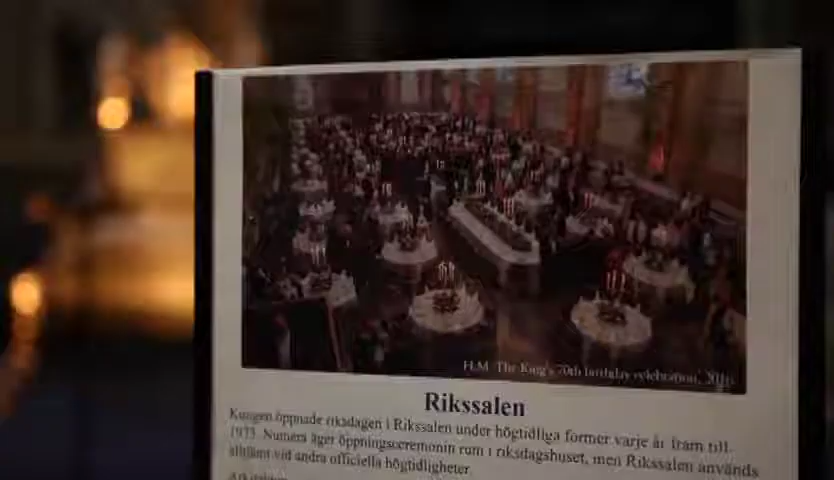 H.M. The King's 70th birthday celebration, 2016
Rikssalen
Kungen öppnade riksdagen i Rikssalen under högtidliga former varje år fram till
1975. Numera äger öppningsceremonin rum i riksdagshuset, men Rikssalen används
alltjämt vid andra officiella högtidligheter.